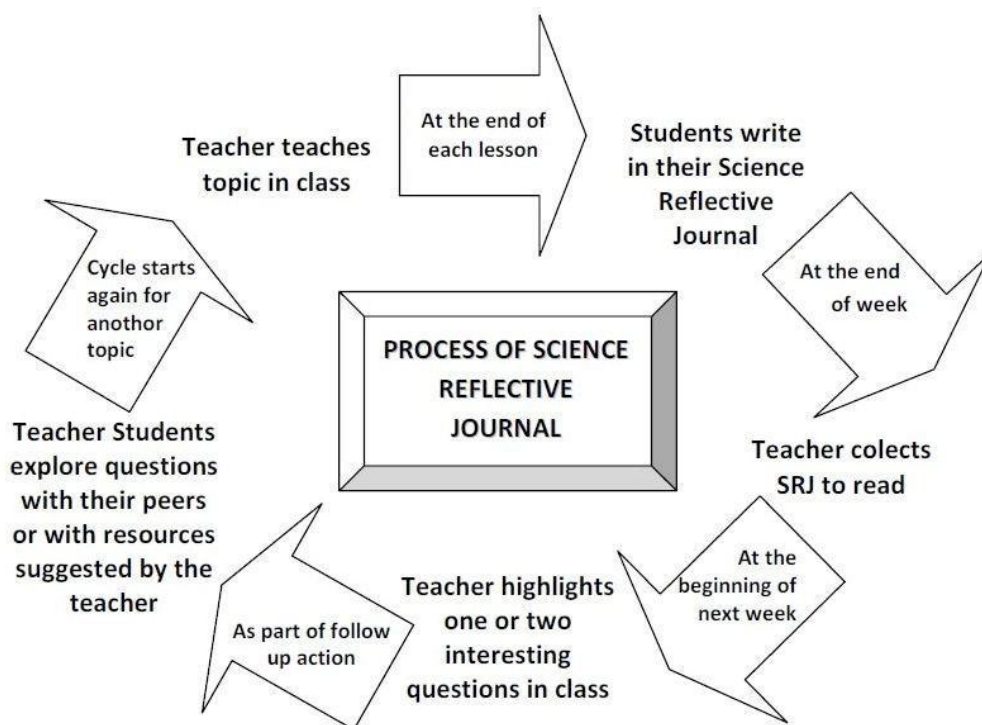 Teacher teaches
topic in class
At the end of
each lesson
Students write
in their Science
Reflective
Journal
At the end
of week
Teacher colects
SRJ to read
At the
beginning of
next week
Teacher highlights
one or two
interesting
questions in class
As part of follow
up action
Teacher Students
explore questions
with their peers
or with resources
suggested by the
teacher
Cycle starts
again for
anothor
topic
PROCESS OF SCIENCE
REFLECTIVE
JOURNAL